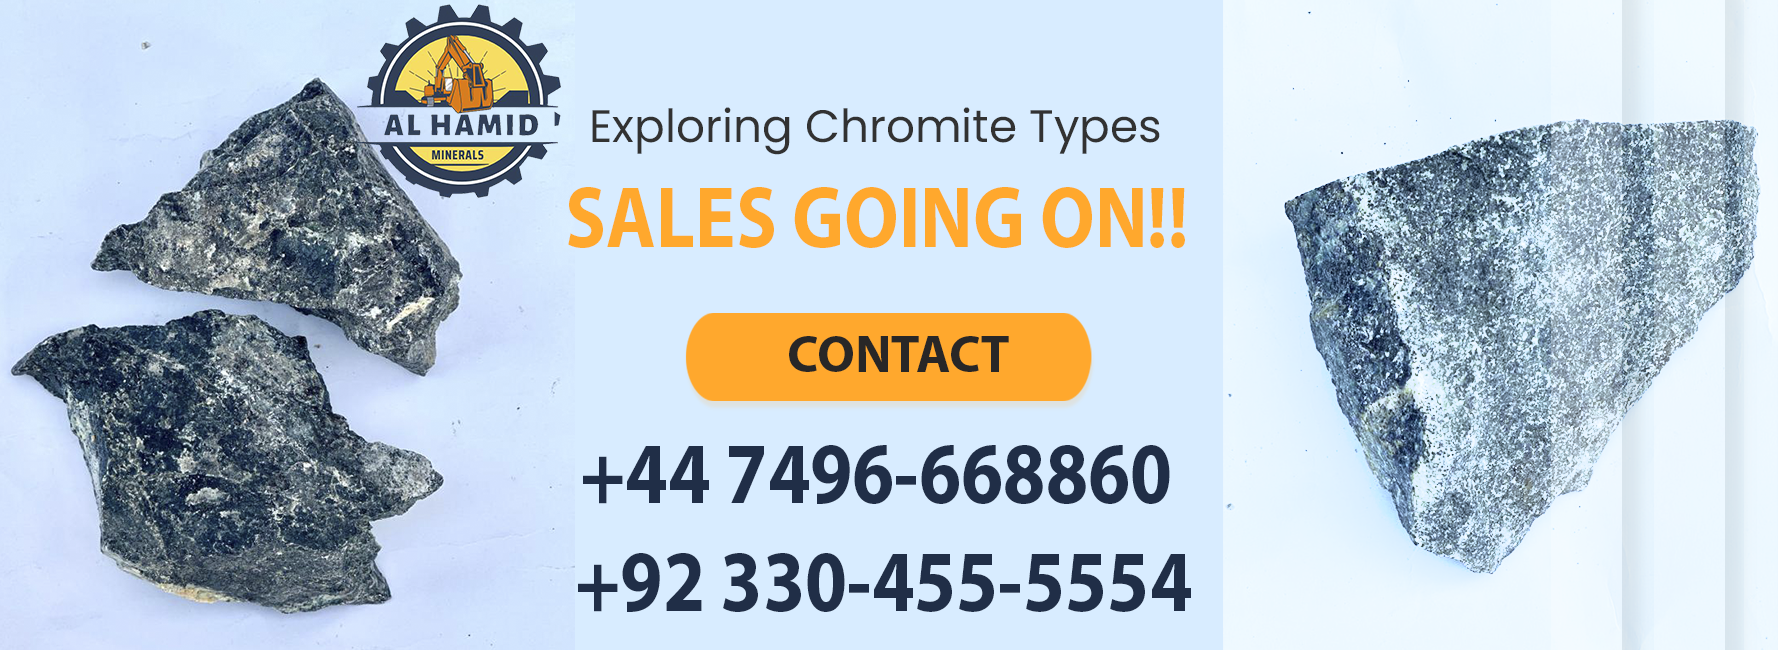 AL HAMID
MINERALS
Exploring Chromite Types
SALES GOING ON!!
CONTACT
+44 7496-668860
+92 330-455-5554